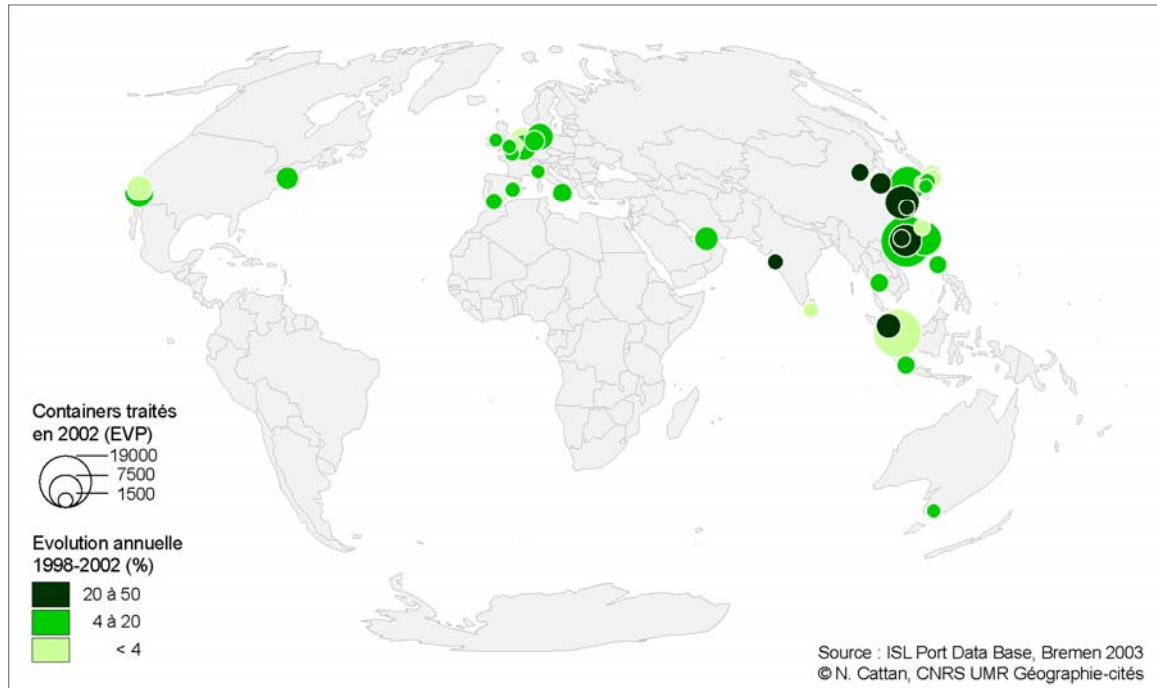 Containers traités
en 2002 (EVP)
19000
7500
1500
Evolution annuelle
1998-2002 (%)
20 à 50
4 à 20
< 4
Source : ISL Port Data Base, Bremen 2003
© N. Cattan, CNRS UMR Géographie-cités